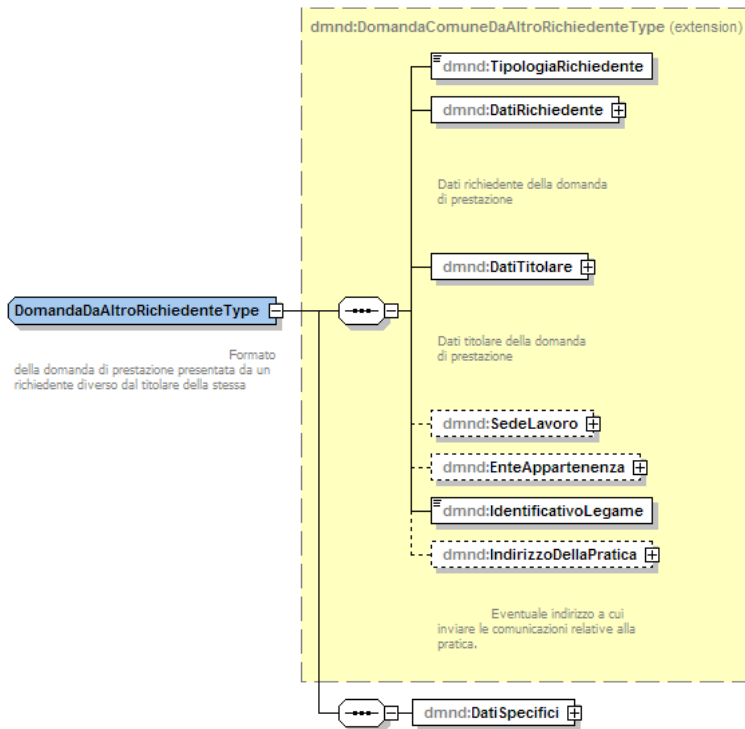 dmnd:DomandaComuneDaAltroRichiedenteType (extension)
dmnd:TipologiaRichiedente
dmnd:DatiRichiedente
Dati richiedente della domanda
di prestazione
dmnd:DatiTitolare
DomandaDaAltroRichiedenteType
Formato
della domanda di prestazione presentata da un
richiedente diverso dal titolare della stessa
Dati titolare della domanda
di prestazione
dmnd:SedeLavoro
dmnd:EnteAppartenenza
dmnd:IdentificativoLegame
dmnd:IndirizzoDellaPratica
Eventuale indirizzo a cui
inviare le comunicazioni relative alla
pratica.
dmnd:DatiSpecifici